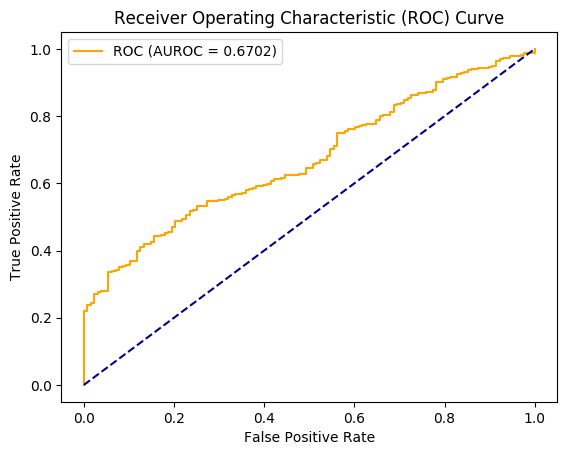 Receiver Operating Characteristic (ROC) Curve
ROC (AUROC = 0.6702)
1.0
0.8
0.6
0.4
0.2
0.0
True Positive Rate
0.0 0.2 0.4 0.6 0.8 1.0
False Positive Rate